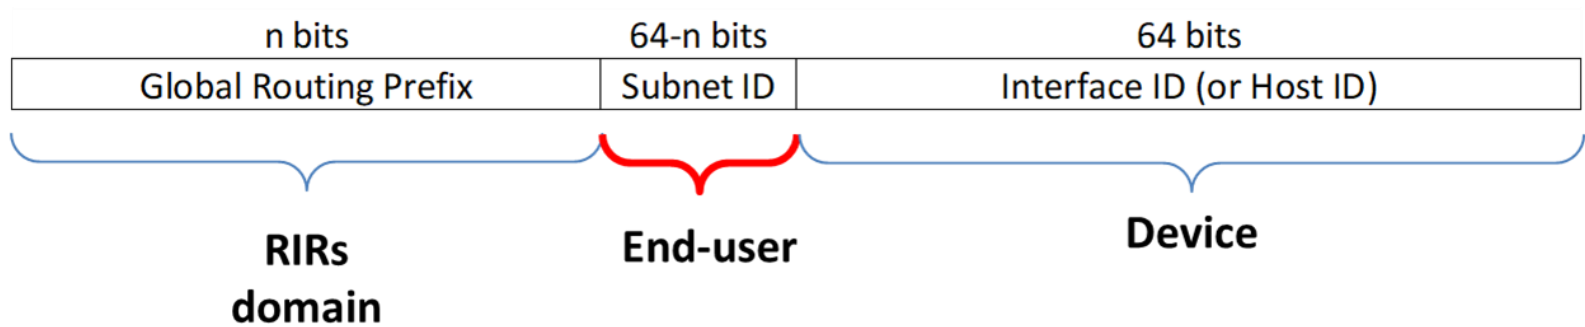 n bits 64-n bits 64 bits
Global Routing Prefix Subnet ID Interface ID (or Host ID)
RIRs
domain
End-user
Device